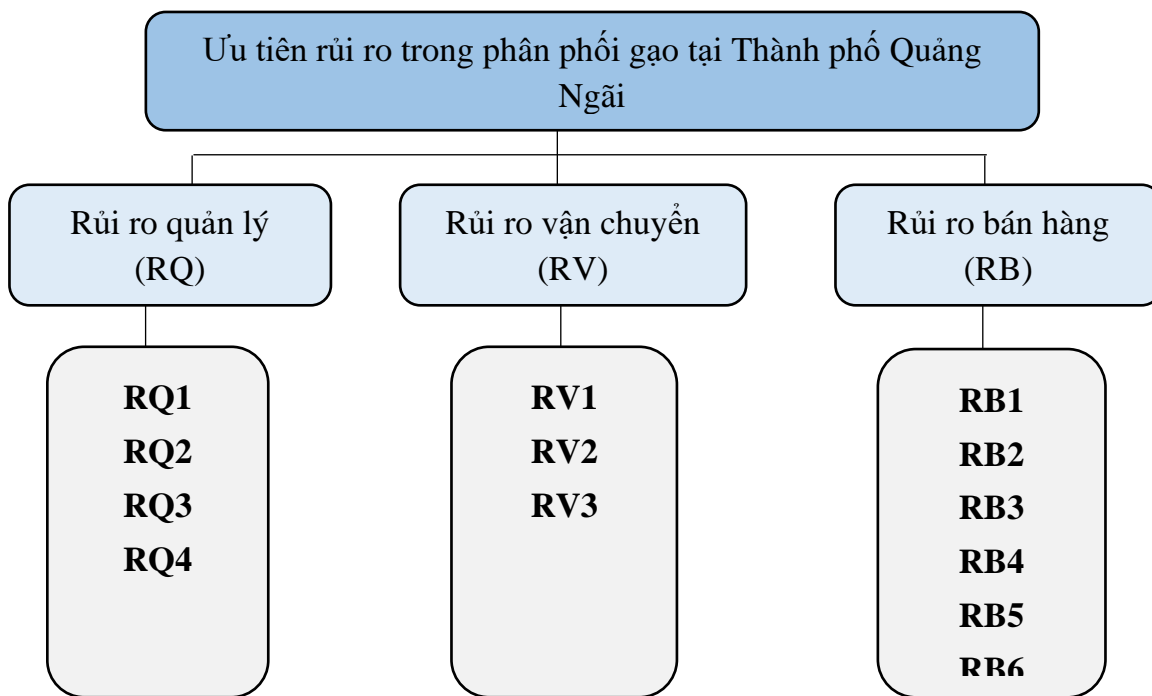 Ưu tiên rủi ro trong phân phối gạo tại Thành phố Quảng
Ngãi
Rủi ro quản lý
(RQ)
Rủi ro vận chuyển
(RV)
Rủi ro bán hàng
(RB)
RQ1
RQ2
RQ3
RQ4
RV1
RV2
RV3
RB1
RB2
RB3
RB4
RB5
RB6